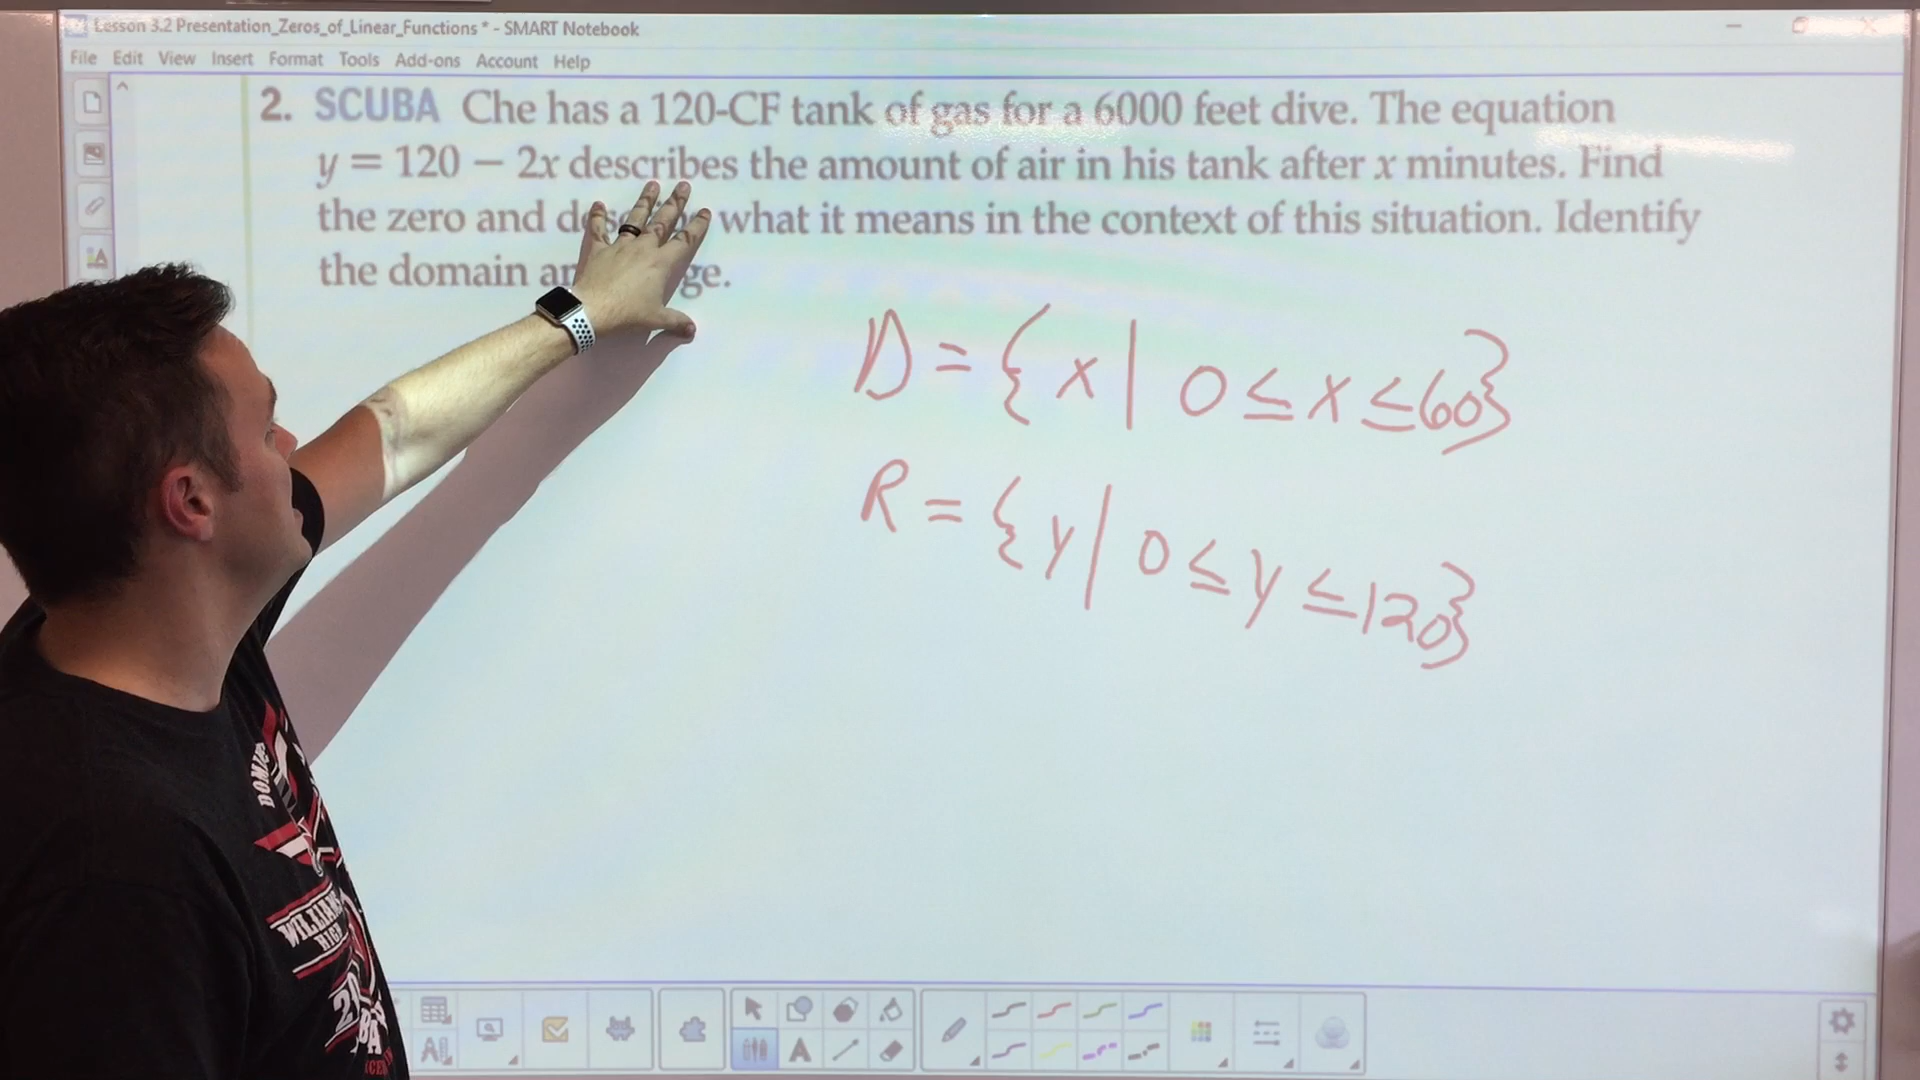 Lesson 3.2 Presentation_Zeros_of_Linear_Functions * - SMART Notebook
File Edit View Insert Format Tools Add-ons Account Help
2. SCUBA Che has a 120-CF tank of gas for a 6000 feet dive. The equation
y = 120 − 2x describes the amount of air in his tank after x minutes. Find
the zero and what it means in the context of this situation. Identify
the domain
D = { x | 0 ≤ x ≤ 60}
R = { y | 0 ≤ y ≤ 120}